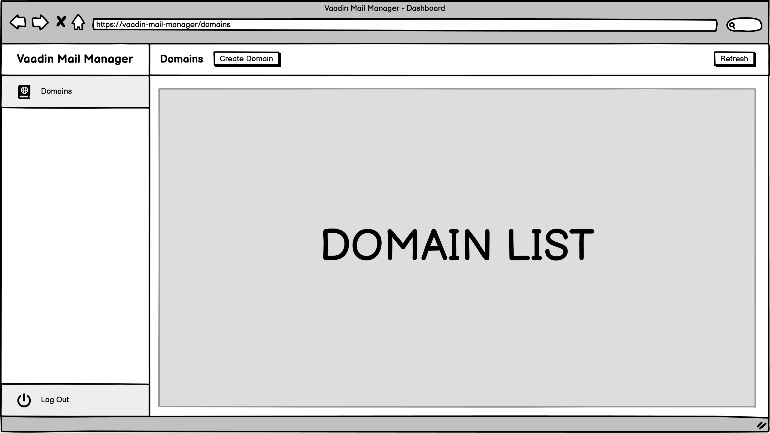 Vaadin Mail Manager - Dashboard
https://vaadin-mail-manager/domains
Vaadin Mail Manager
Domains
Create Domain
Refresh
Domains
DOMAIN LIST
Log Out